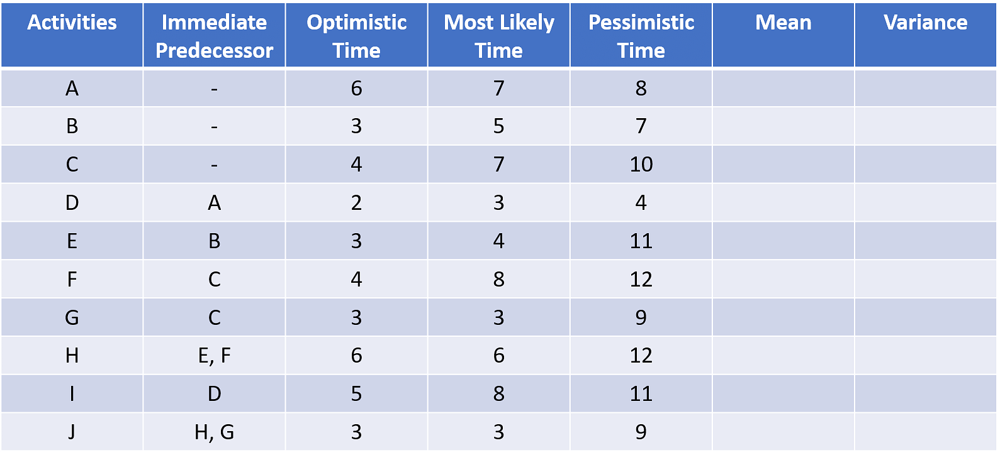 Activities Immediate Predecessor Optimistic Time Most Likely Time Pessimistic Time Mean Variance
A - 6 7 8
B - 3 5 7
C - 4 7 10
D A 2 3 4
E B 3 4 11
F C 4 8 12
G C 3 3 9
H E, F 6 6 12
I D 5 8 11
J H, G 3 3 9